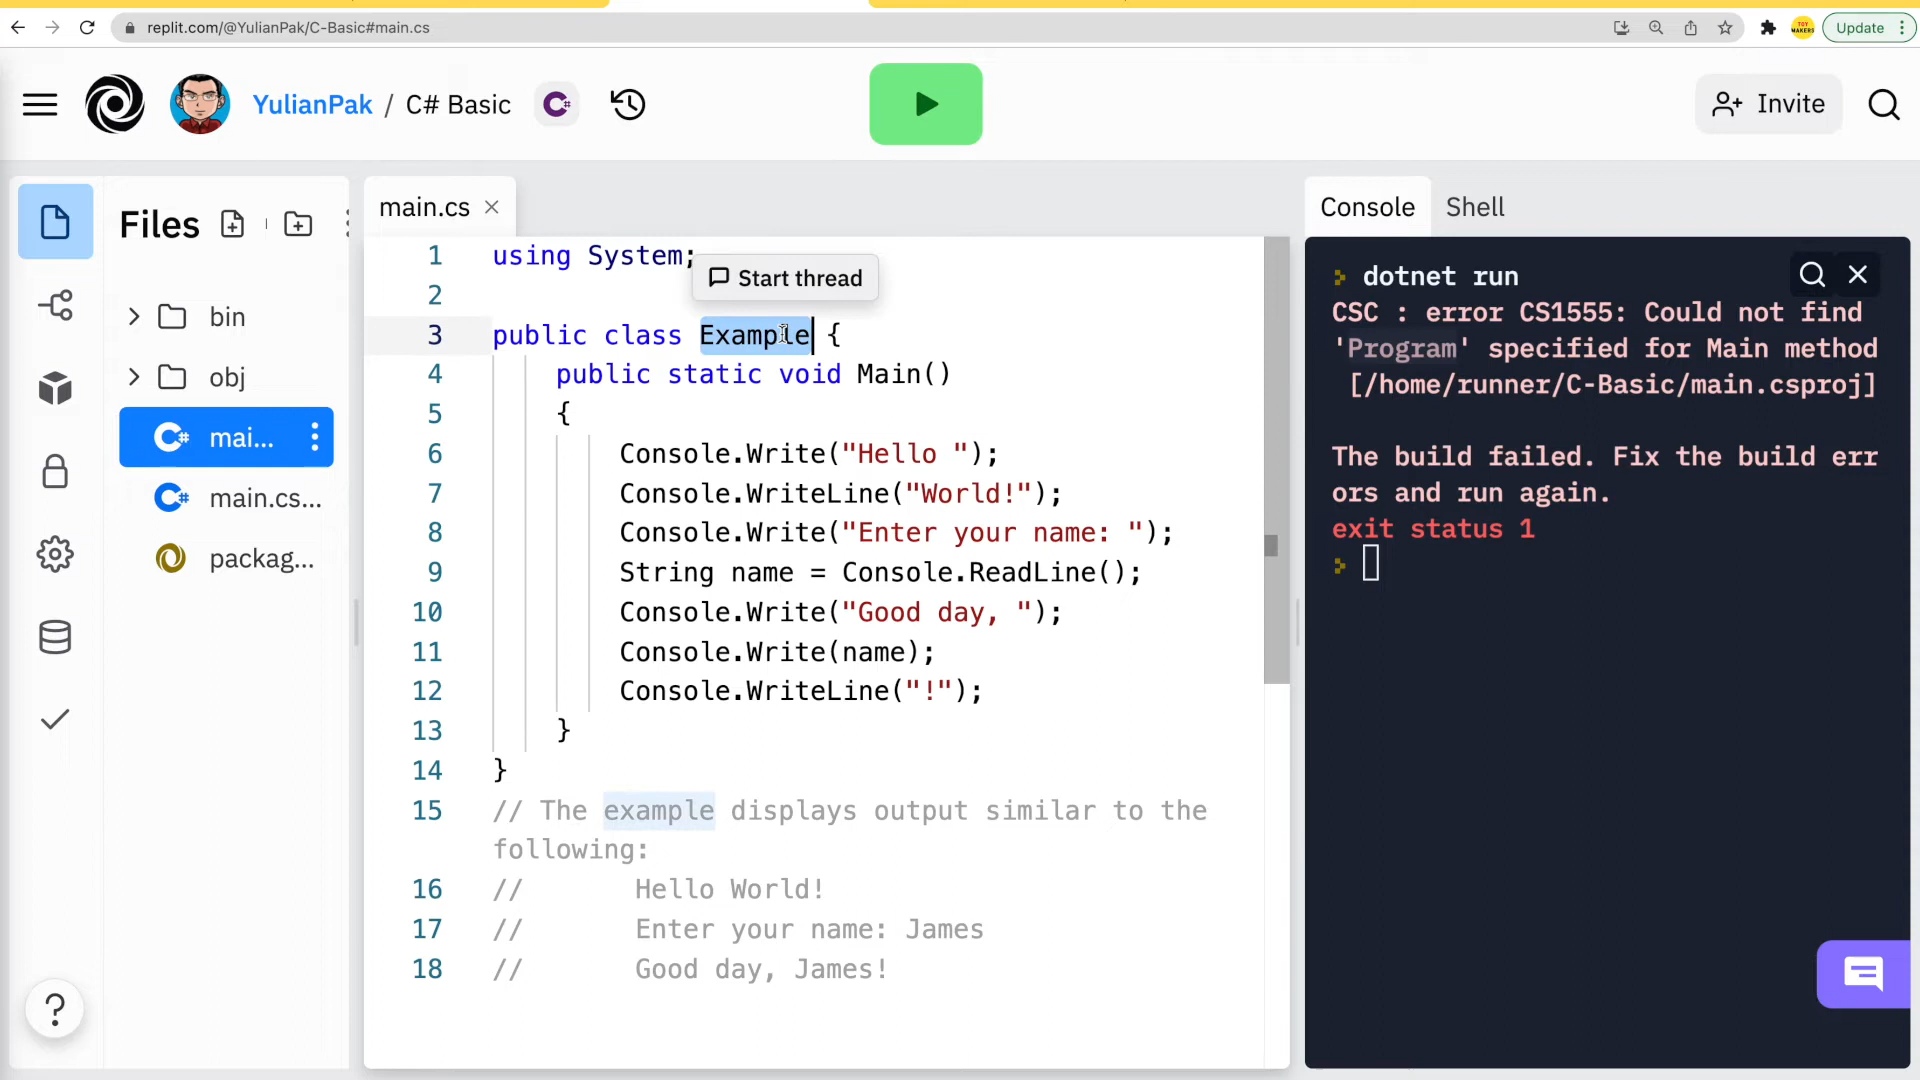 replit.com/@YulianPak/C-Basic#main.cs
Update
YulianPak / C# Basic
Invite
Files
main.cs
Console
Shell
bin
obj
mai...
main.cs...
packag...
Start thread
1 using System;
2
3 public class Example {
4 public static void Main()
5 {
6 Console.Write("Hello ");
7 Console.WriteLine("World!");
8 Console.Write("Enter your name: ");
9 String name = Console.ReadLine();
10 Console.Write("Good day, ");
11 Console.Write(name);
12 Console.WriteLine("!");
13 }
14 }
15 // The example displays output similar to the
following:
16 // Hello World!
17 // Enter your name: James
18 // Good day, James!
dotnet run
CSC : error CS1555: Could not find
'Program' specified for Main method
[/home/runner/C-Basic/main.csproj]
The build failed. Fix the build err
ors and run again.
exit status 1
?